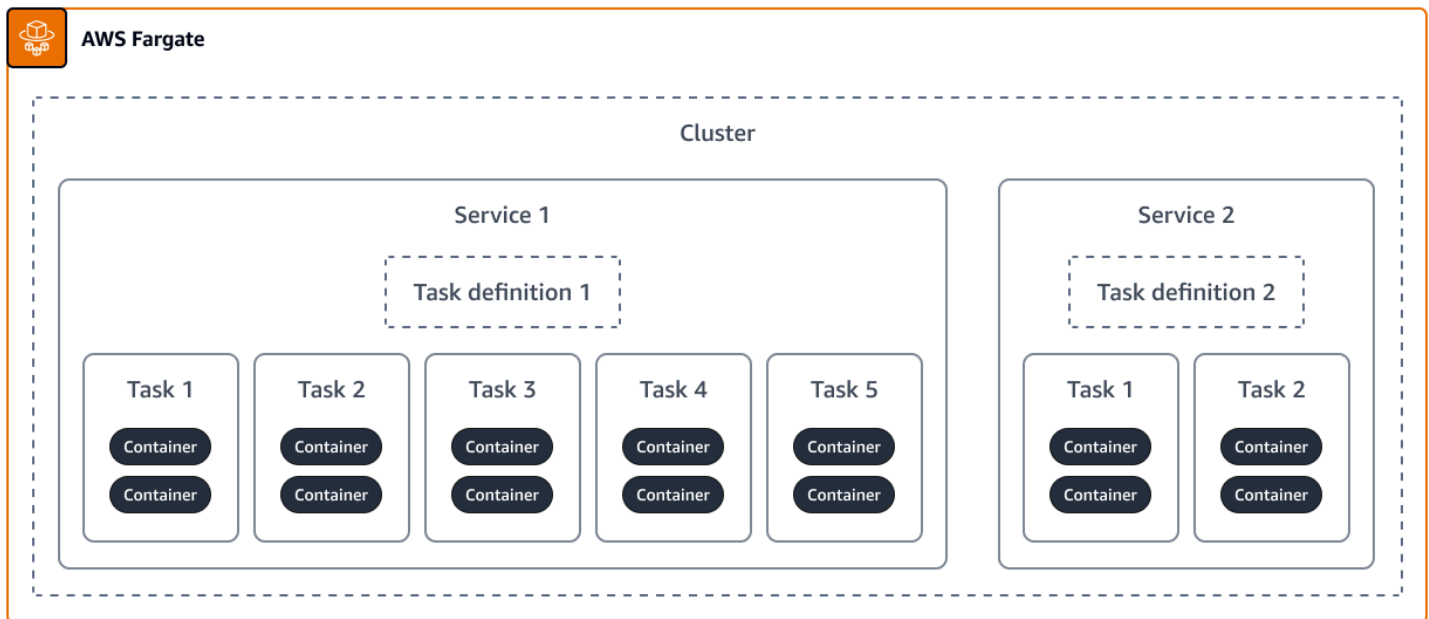 AWS Fargate
Cluster
Service 1
Task definition 1
Task 1
Container
Container
Task 2
Container
Container
Task 3
Container
Container
Task 4
Container
Container
Task 5
Container
Container
Service 2
Task definition 2
Task 1
Container
Container
Task 2
Container
Container